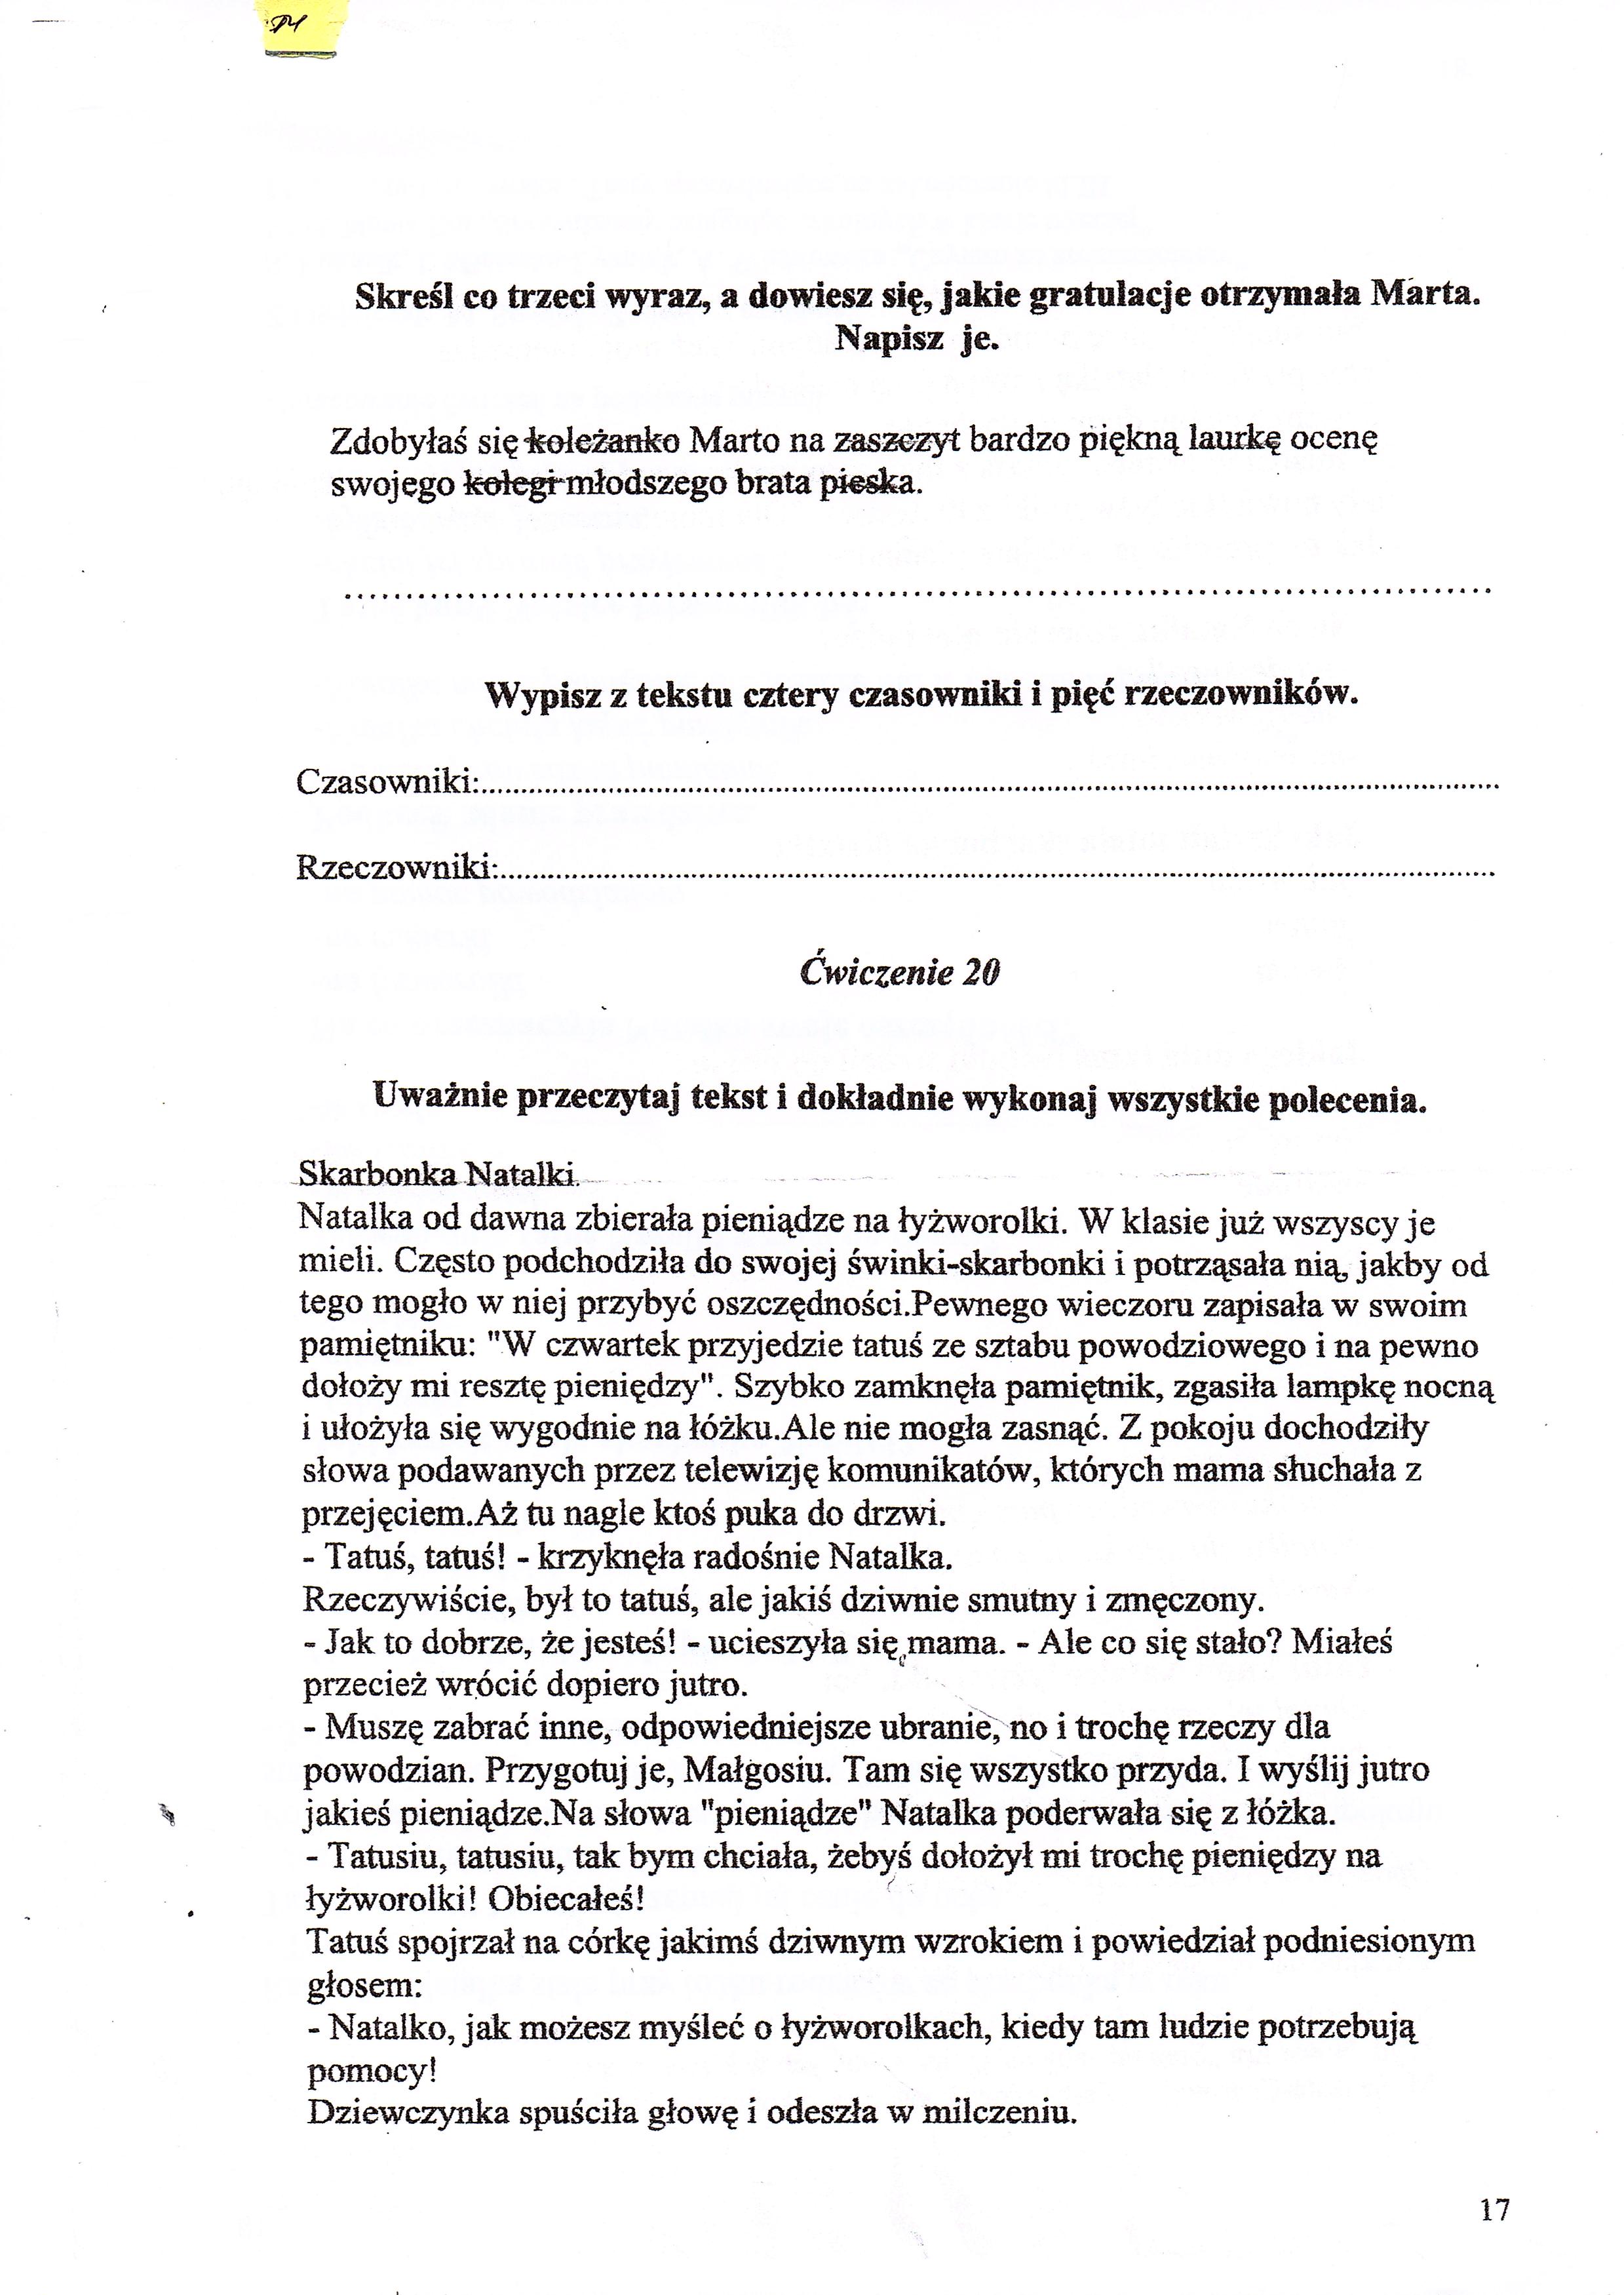 Skreśl co trzeci wyraz, a dowiesz się, jakie gratulacje otrzymała Marta.
Napisz je.
Zdobyłaś się koleżanko Marto na zaszczyt bardzo piękną laurkę ocenę
swojego kolegi młodszego brata pieska.
Wypisz z tekstu cztery czasowniki i pięć rzeczowników.
Czasowniki:
Rzeczowniki:
Ćwiczenie 20
Uważnie przeczytaj tekst i dokładnie wykonaj wszystkie polecenia.
Skarbonka Natalki.
Natalka od dawna zbierała pieniądze na łyżworolki. W klasie już wszyscy je
mieli. Często podchodziła do swojej świnki-skarbonki i potrząsała nią, jakby od
tego mogło w niej przybyć oszczędności.Pewnego wieczoru zapisała w swoim
pamiętniku: "W czwartek przyjedzie tatuś ze sztabu powodziowego i na pewno
dołoży mi resztę pieniędzy". Szybko zamknęła pamiętnik, zgasiła lampkę nocną
i ułożyła się wygodnie na łóżku.Ale nie mogła zasnąć. Z pokoju dochodziły
słowa podawanych przez telewizję komunikatów, których mama słuchała z
przejęciem.Aż tu nagle ktoś puka do drzwi.
- Tatuś, tatuś! - krzyknęła radośnie Natalka.
Rzeczywiście, był to tatuś, ale jakiś dziwnie smutny i zmęczony.
- Jak to dobrze, że jesteś! - ucieszyła się mama. - Ale co się stało? Miałeś
przecież wrócić dopiero jutro.
- Muszę zabrać inne, odpowiedniejsze ubranie, no i trochę rzeczy dla
powodzian. Przygotuj je, Małgosiu. Tam się wszystko przyda. I wyślij jutro
jakieś pieniądze.Na słowa "pieniądze" Natalka poderwała się z łóżka.
- Tatusiu, tatusiu, tak bym chciała, żebyś dołożył mi trochę pieniędzy na
łyżworolki! Obiecałeś!
Tatuś spojrzał na córkę jakimś dziwnym wzrokiem i powiedział podniesionym
głosem:
- Natalko, jak możesz myśleć o łyżworolkach, kiedy tam ludzie potrzebują
pomocy!
Dziewczynka spuściła głowę i odeszła w milczeniu.
17